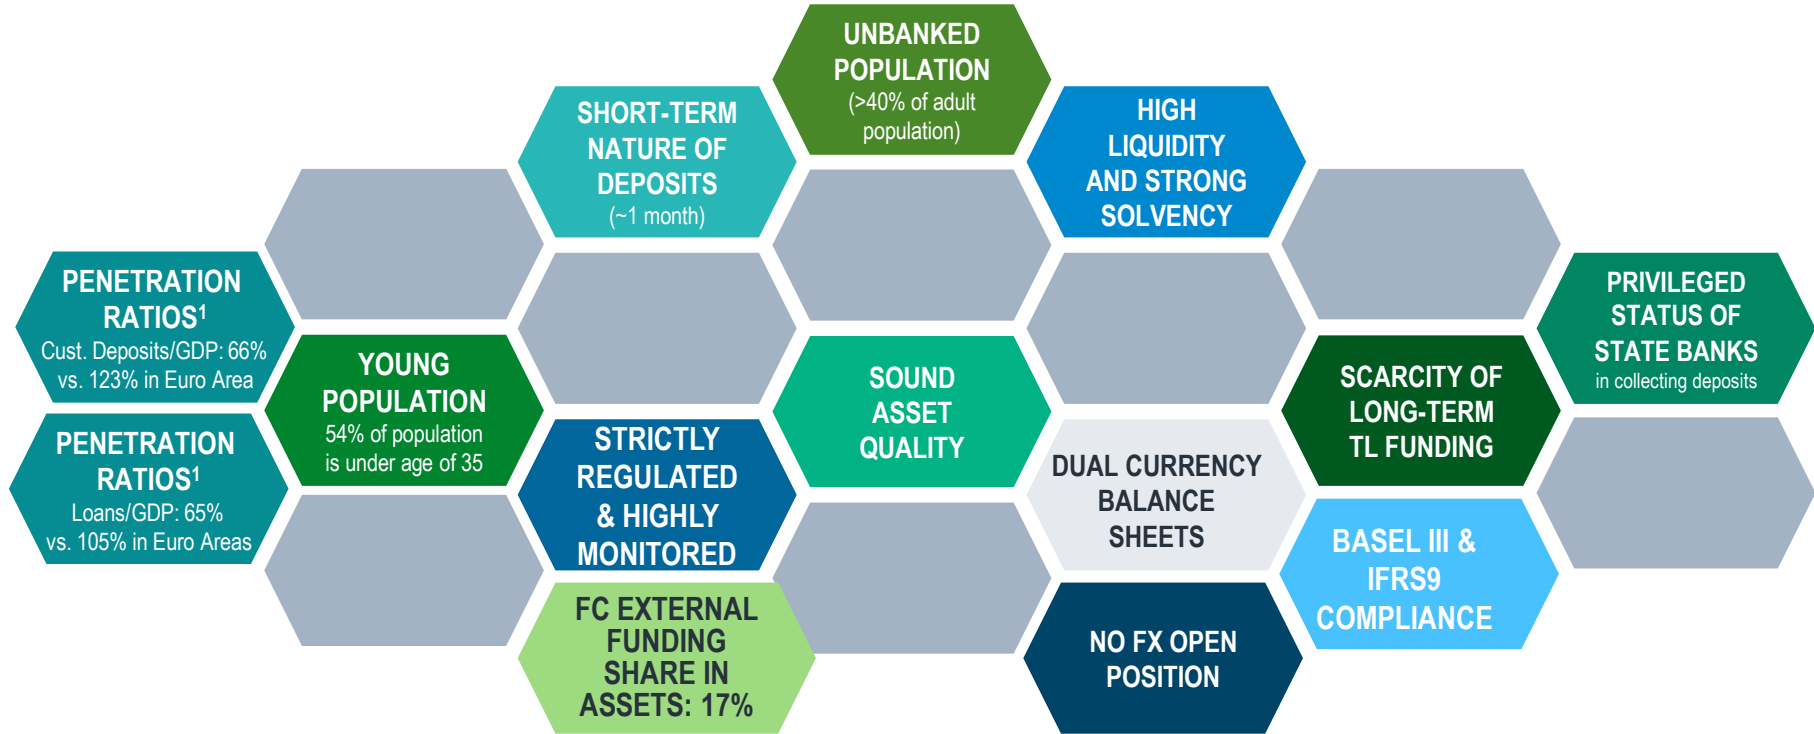 UNBANKED
POPULATION
(>40% of adult
population)
SHORT-TERM
NATURE OF
DEPOSITS
(~1 month)
HIGH
LIQUIDITY
AND STRONG
SOLVENCY
PENETRATION
RATIOS¹
Cust. Deposits/GDP: 66%
vs. 123% in Euro Area
PRIVILEGED
STATUS OF
STATE BANKS
in collecting deposits
YOUNG
POPULATION
54% of population
is under age of 35
SOUND
ASSET
QUALITY
SCARCITY OF
LONG-TERM
TL FUNDING
PENETRATION
RATIOS¹
Loans/GDP: 65%
vs. 105% in Euro Areas
STRICTLY
REGULATED
& HIGHLY
MONITORED
DUAL CURRENCY
BALANCE
SHEETS
BASEL III &
IFRS9
COMPLIANCE
FC EXTERNAL
FUNDING
SHARE IN
ASSETS: 17%
NO FX OPEN
POSITION